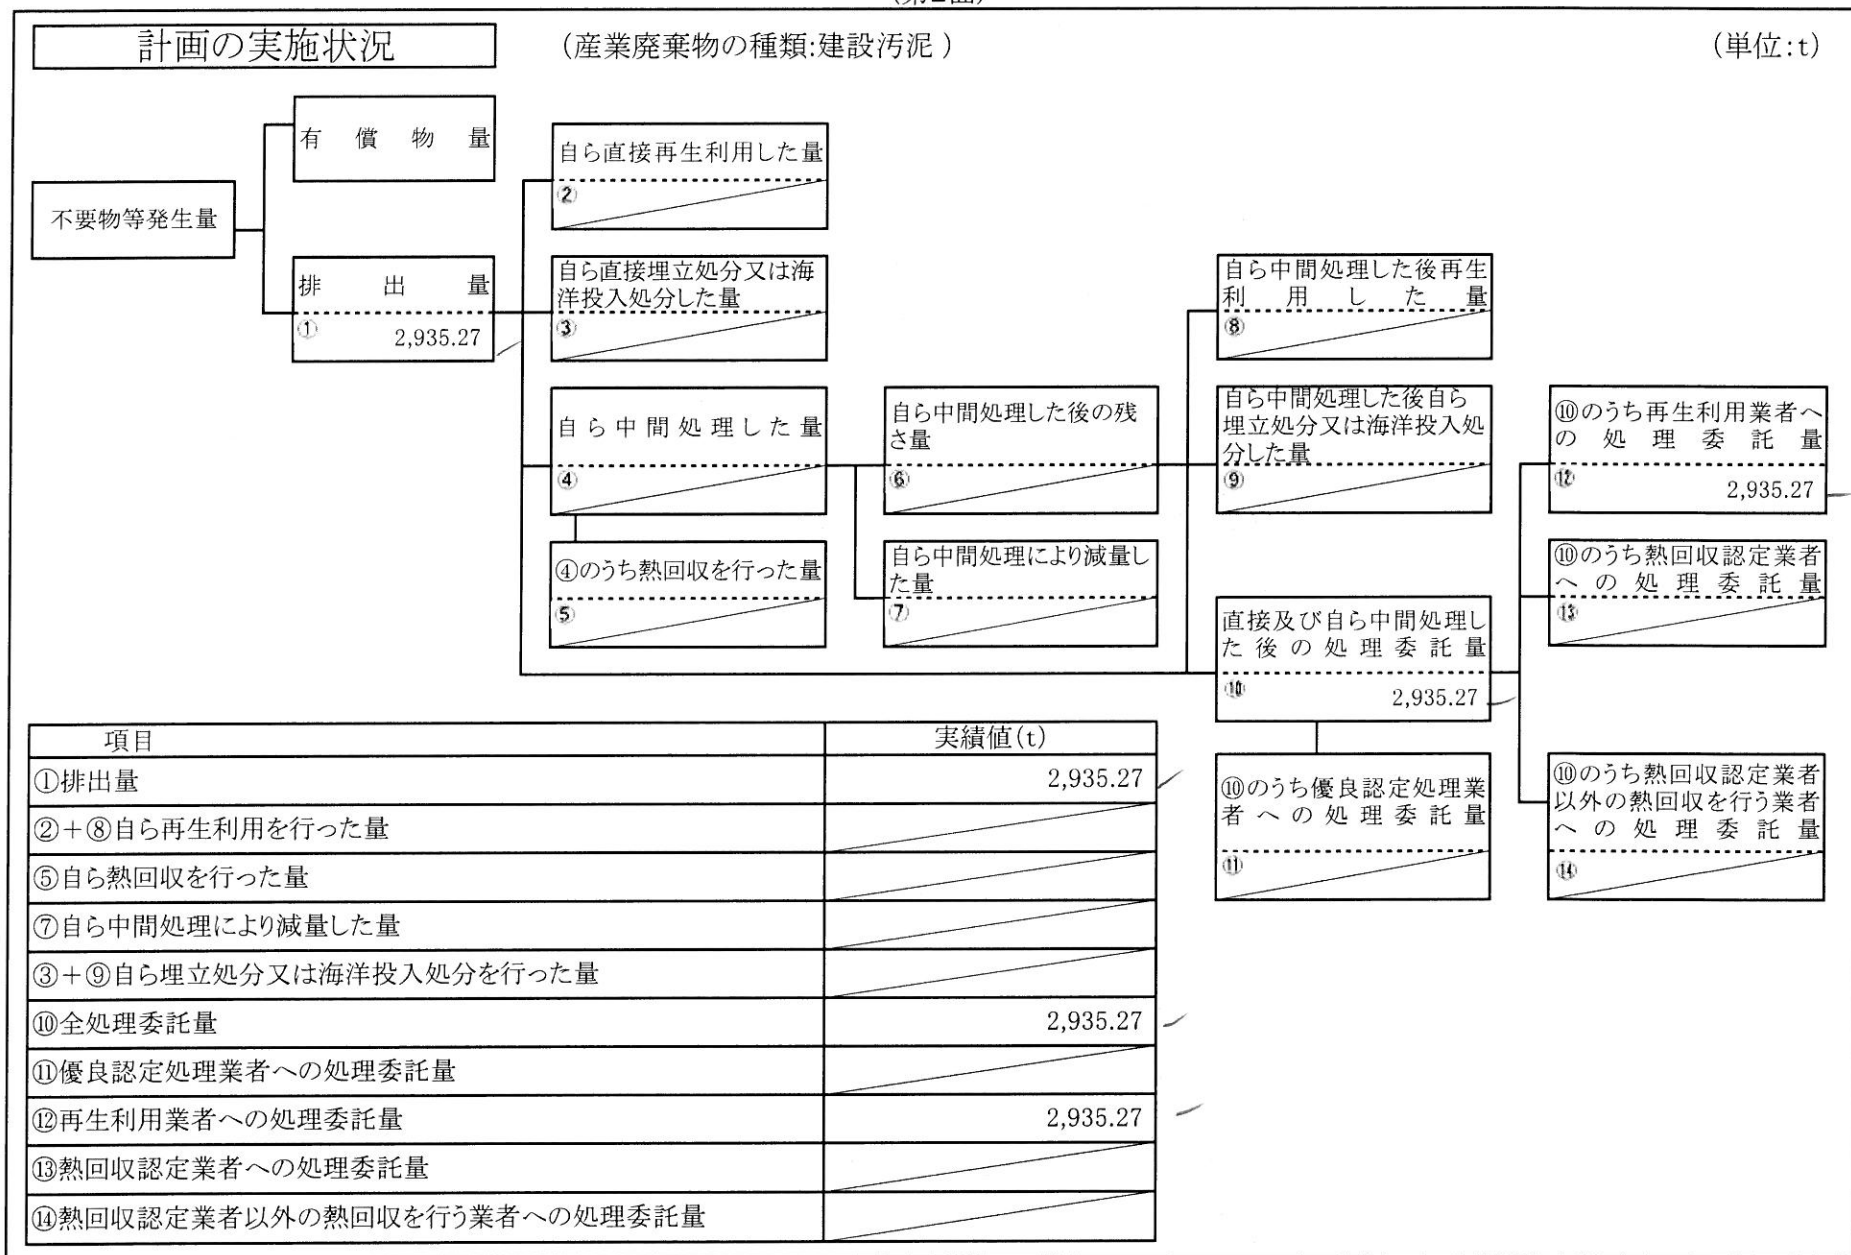 (第2面)
計画の実施状況
(産業廃棄物の種類:建設汚泥 )
(単位:t)
不要物等発生量
有償物量
排出量
① 2,935.27
自ら直接再生利用した量
②
自ら直接埋立処分又は海
洋投入処分した量
③
自ら中間処理した量
④
④のうち熱回収を行った量
⑤
自ら中間処理した後の残
さ量
⑥
自ら中間処理により減量し
た量
⑦
自ら中間処理した後再生
利用した量
⑧
自ら中間処理した後自ら
埋立処分又は海洋投入処
分した量
⑨
直接及び自ら中間処理し
た後の処理委託量
⑩ 2,935.27
⑩のうち優良認定処理業
者への処理委託量
⑪
⑩のうち再生利用業者へ
の処理委託量
⑫ 2,935.27
⑩のうち熱回収認定業者
への処理委託量
⑬
⑩のうち熱回収認定業者
以外の熱回収を行う業者
への処理委託量
⑭
項目 実績値(t)
①排出量 2,935.27
②+⑧自ら再生利用を行った量
⑤自ら熱回収を行った量
⑦自ら中間処理により減量した量
③+⑨自ら埋立処分又は海洋投入処分を行った量
⑩全処理委託量 2,935.27
⑪優良認定処理業者への処理委託量
⑫再生利用業者への処理委託量 2,935.27
⑬熱回収認定業者への処理委託量
⑭熱回収認定業者以外の熱回収を行う業者への処理委託量